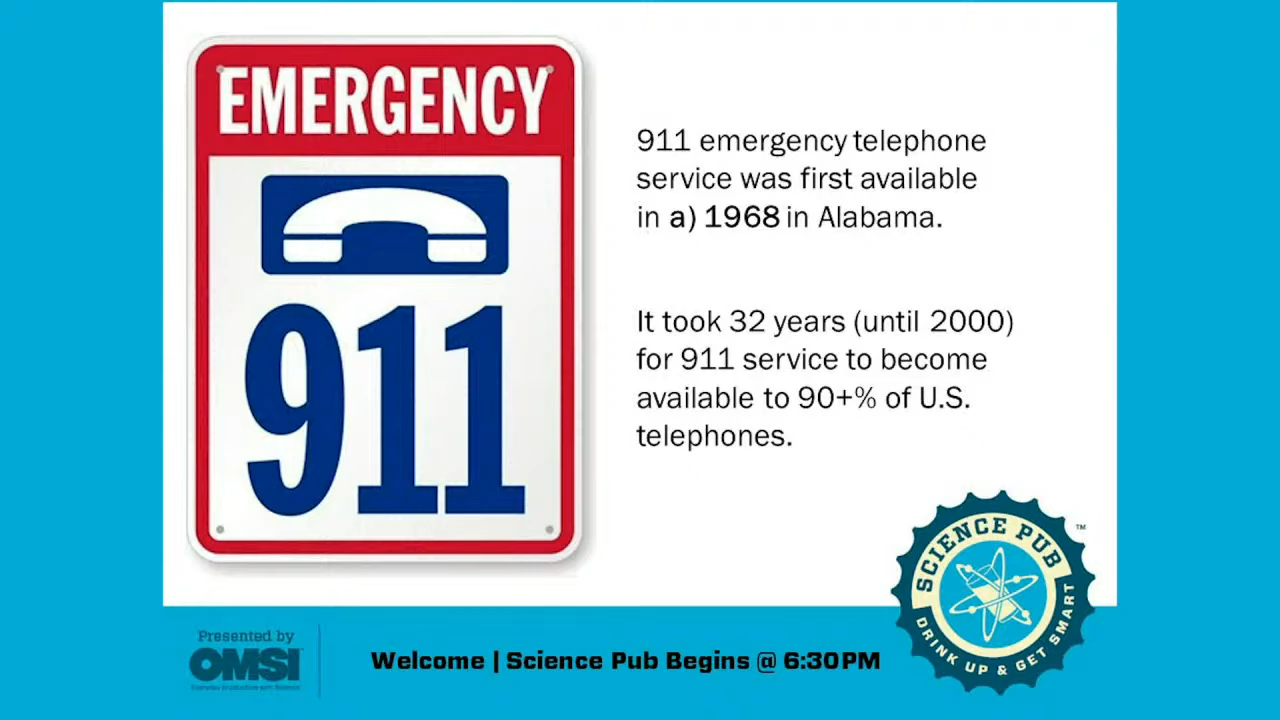 EMERGENCY
911
911 emergency telephone
service was first available
in a) 1968 in Alabama.
It took 32 years (until 2000)
for 911 service to become
available to 90+% of U.S.
telephones.
SCIENCE PUB
DRINK UP & GET SMART
™
Presented by
OMSI
Welcome | Science Pub Begins @ 6:30PM